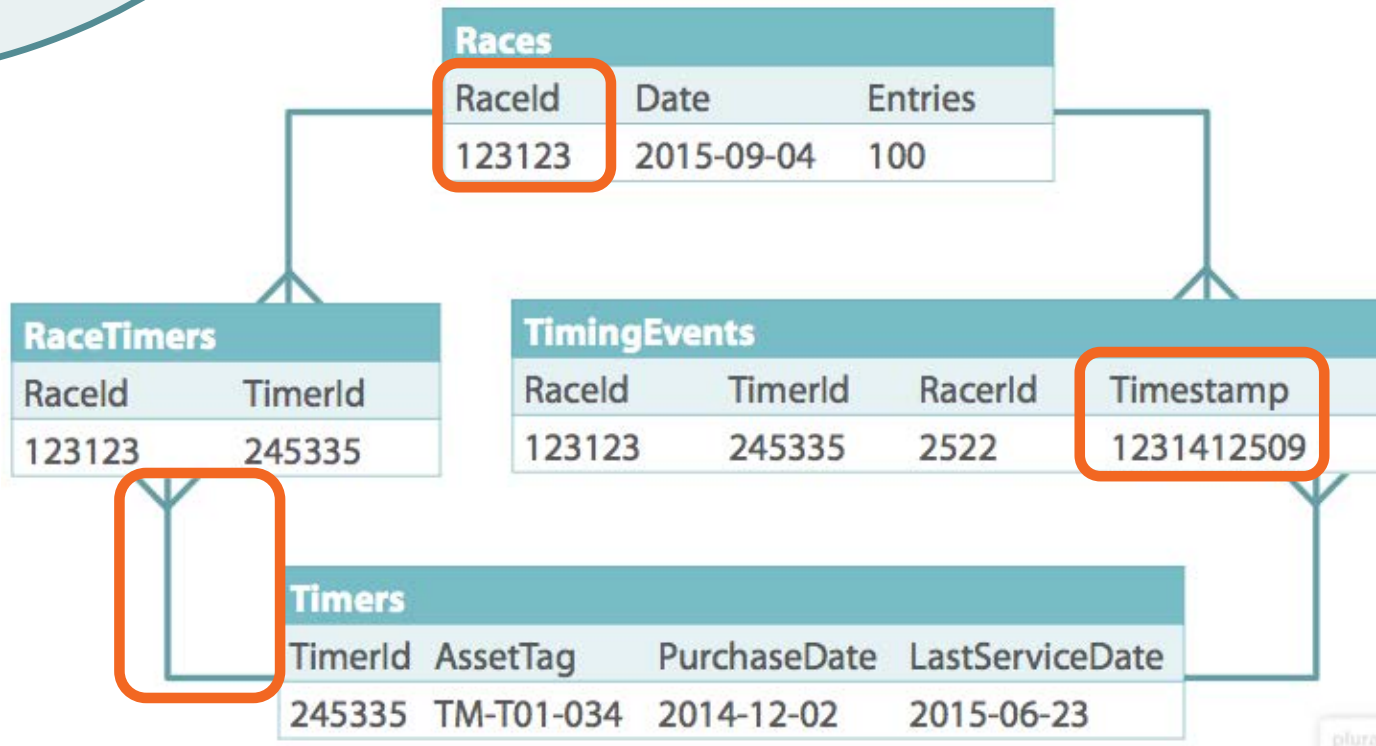 Races
RaceId Date Entries
123123 2015-09-04 100
RaceTimers
RaceId TimerId
123123 245335
TimingEvents
RaceId TimerId RacerId Timestamp
123123 245335 2522 1231412509
Timers
TimerId AssetTag PurchaseDate LastServiceDate
245335 TM-T01-034 2014-12-02 2015-06-23